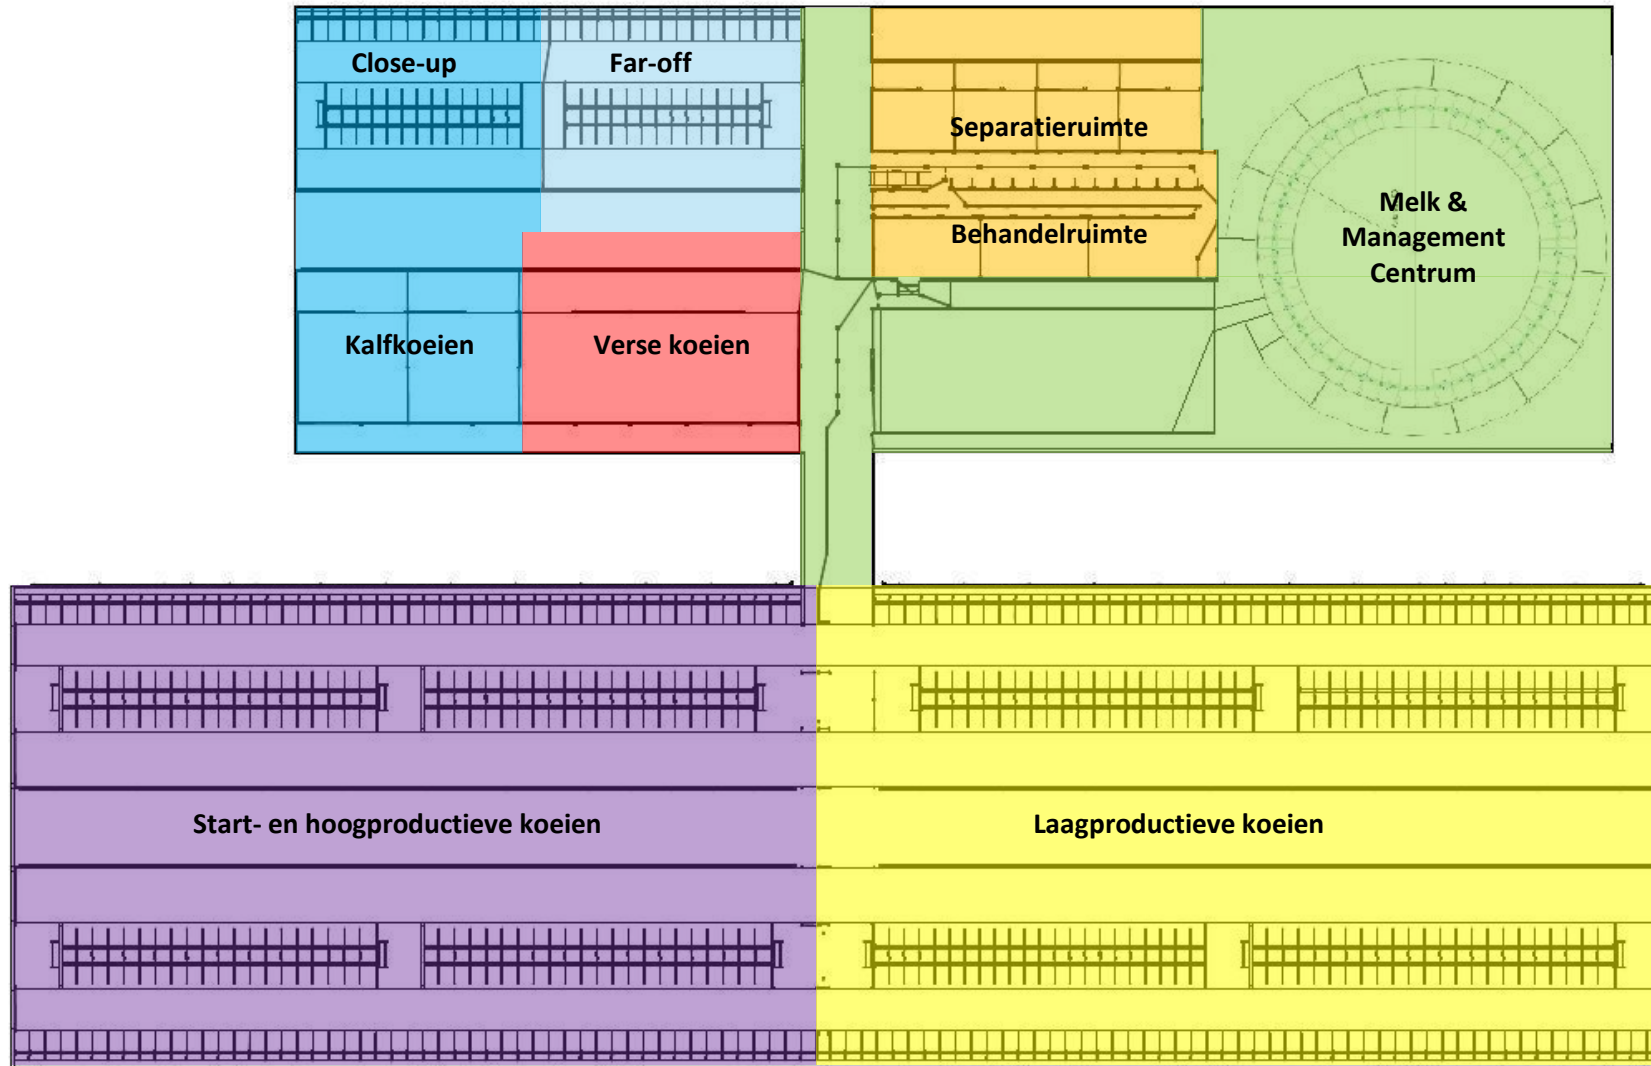 Close-up
Far-off
Separatieruimte
Behandelruimte
Melk &
Management
Centrum
Kalfkoeien
Verse koeien
Start- en hoogproductieve koeien
Laagproductieve koeien